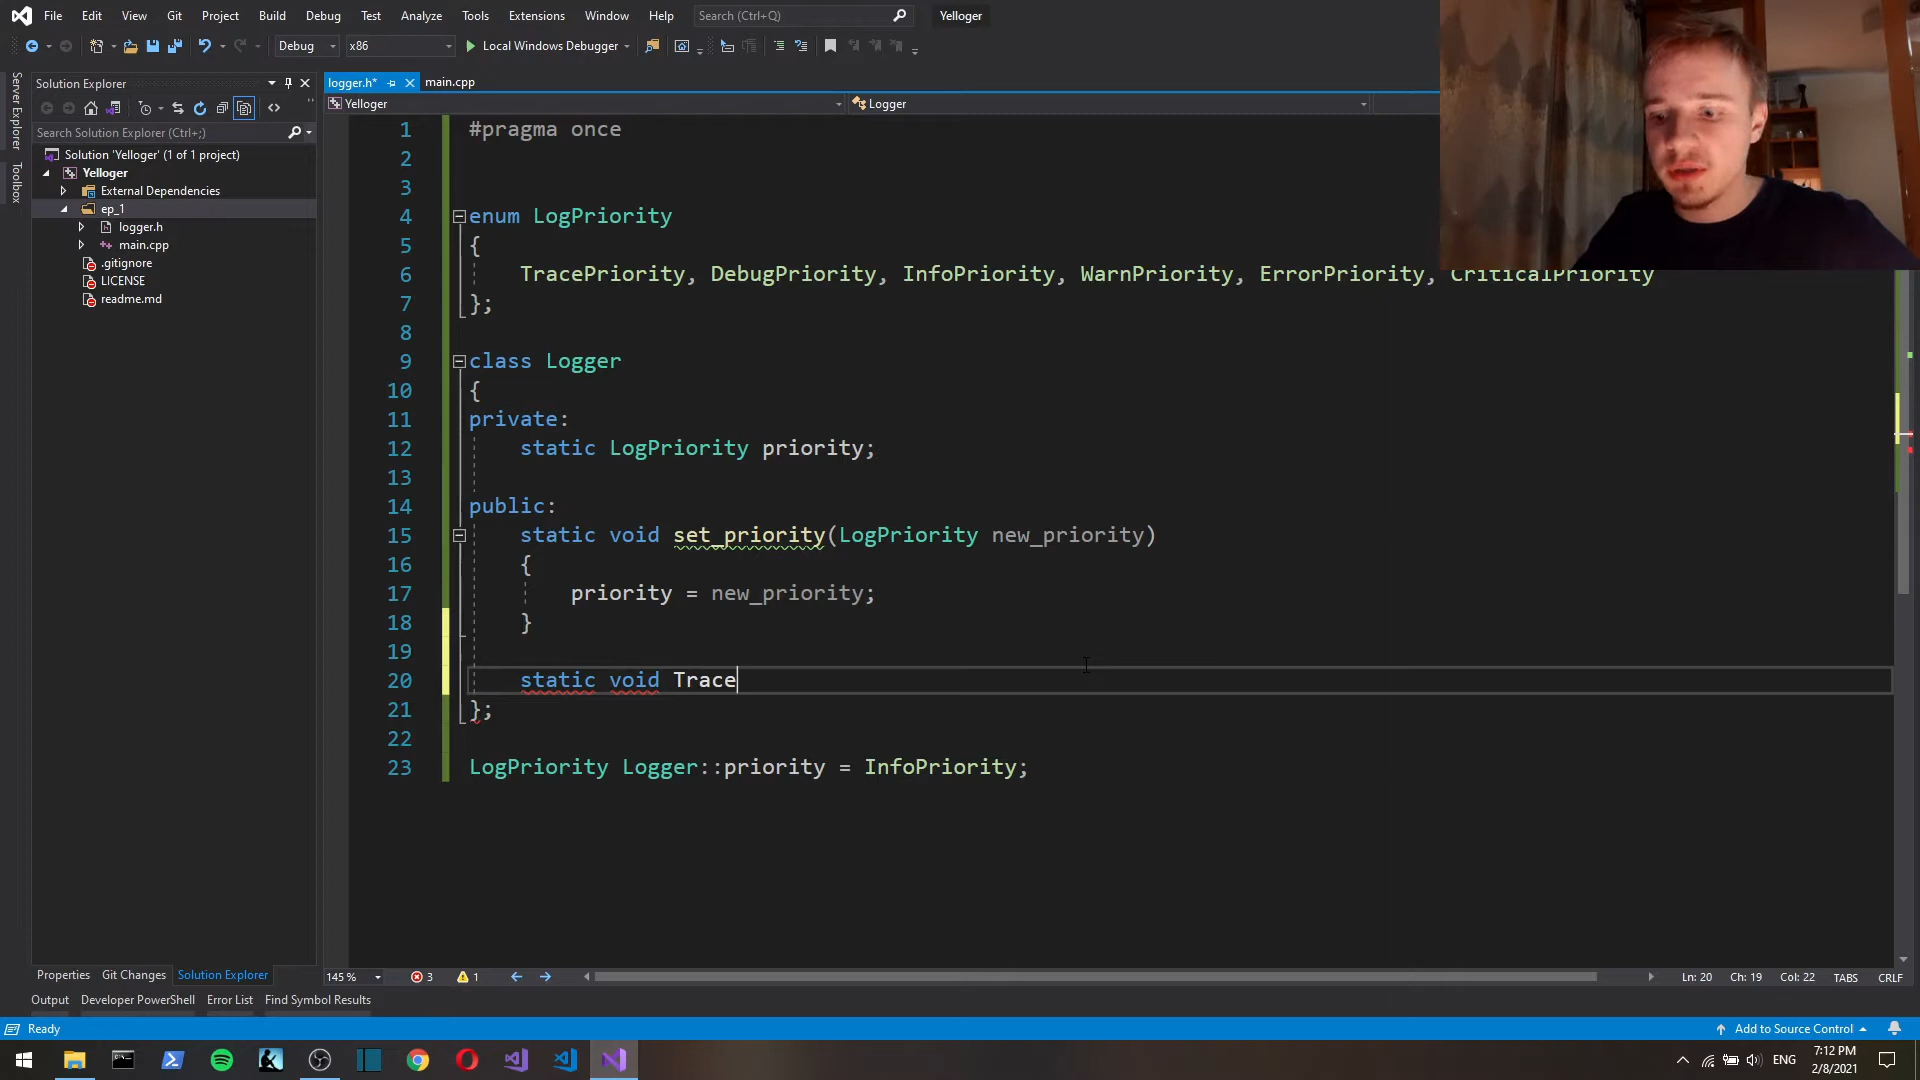 File Edit View Git Project Build Debug Test Analyze Tools Extensions Window Help Search (Ctrl+Q) Yelloger
Debug x86 Local Windows Debugger
Server Explorer
Toolbox
Solution Explorer
Search Solution Explorer (Ctrl+;)
Solution 'Yelloger' (1 of 1 project)
Yelloger
External Dependencies
ep_1
logger.h
main.cpp
.gitignore
LICENSE
readme.md
logger.h* main.cpp
Yelloger Logger
1 #pragma once
2
3
4 enum LogPriority
5 {
6 TracePriority, DebugPriority, InfoPriority, WarnPriority, ErrorPriority, CriticalPriority
7 };
8
9 class Logger
10 {
11 private:
12 static LogPriority priority;
13
14 public:
15 static void set_priority(LogPriority new_priority)
16 {
17 priority = new_priority;
18 }
19
20 static void Trace
21 };
22
23 LogPriority Logger::priority = InfoPriority;
Properties Git Changes Solution Explorer
145 % 3 1 Ln: 20 Ch: 19 Col: 22 TABS CRLF
Output Developer PowerShell Error List Find Symbol Results
Ready Add to Source Control
ENG 7:12 PM
2/8/2021